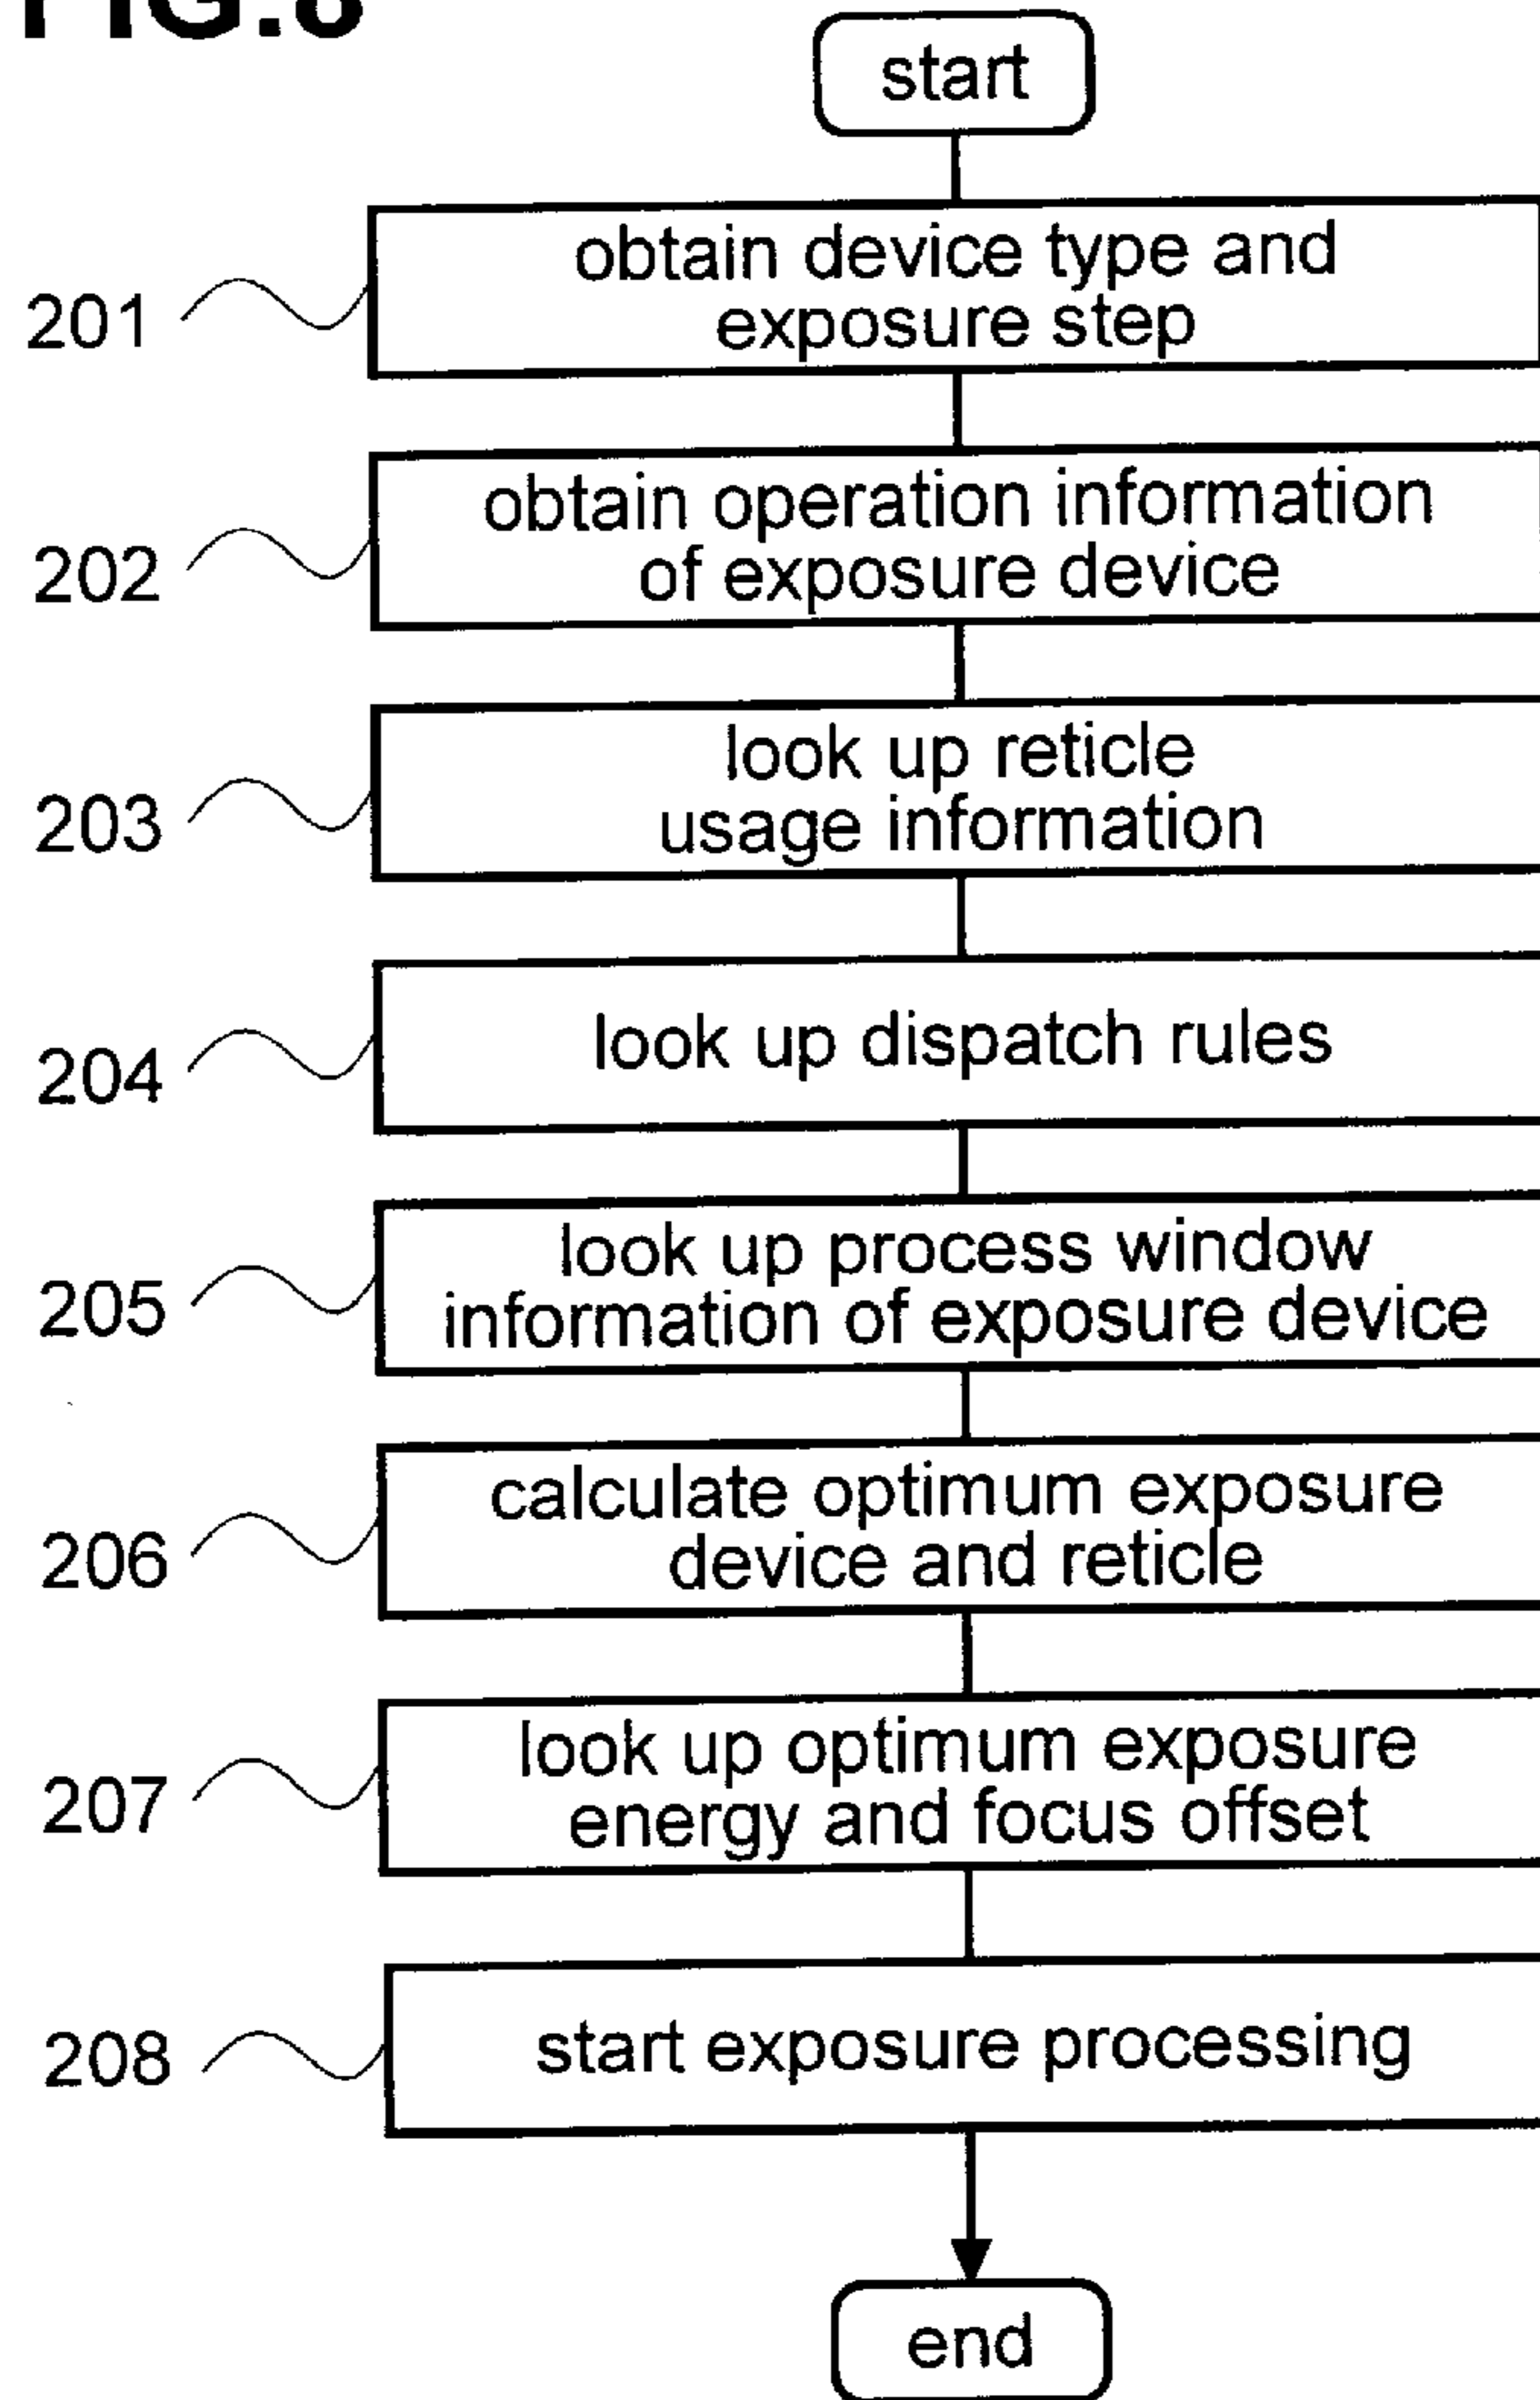 FIG.8
start
201
obtain device type and
exposure step
202
obtain operation information
of exposure device
203
look up reticle
usage information
204
look up dispatch rules
205
look up process window
information of exposure device
206
calculate optimum exposure
device and reticle
207
look up optimum exposure
energy and focus offset
208
start exposure processing
end